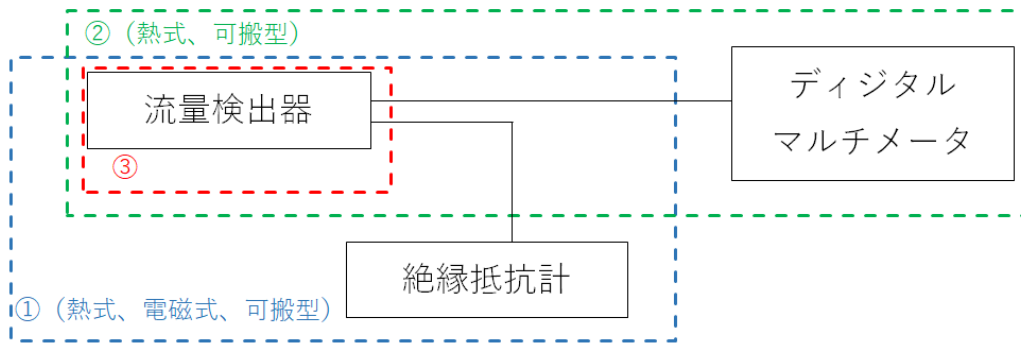 ②（熱式、可搬型）
流量検出器
ディジタル
マルチメータ
③
絶縁抵抗計
①（熱式、電磁式、可搬型）